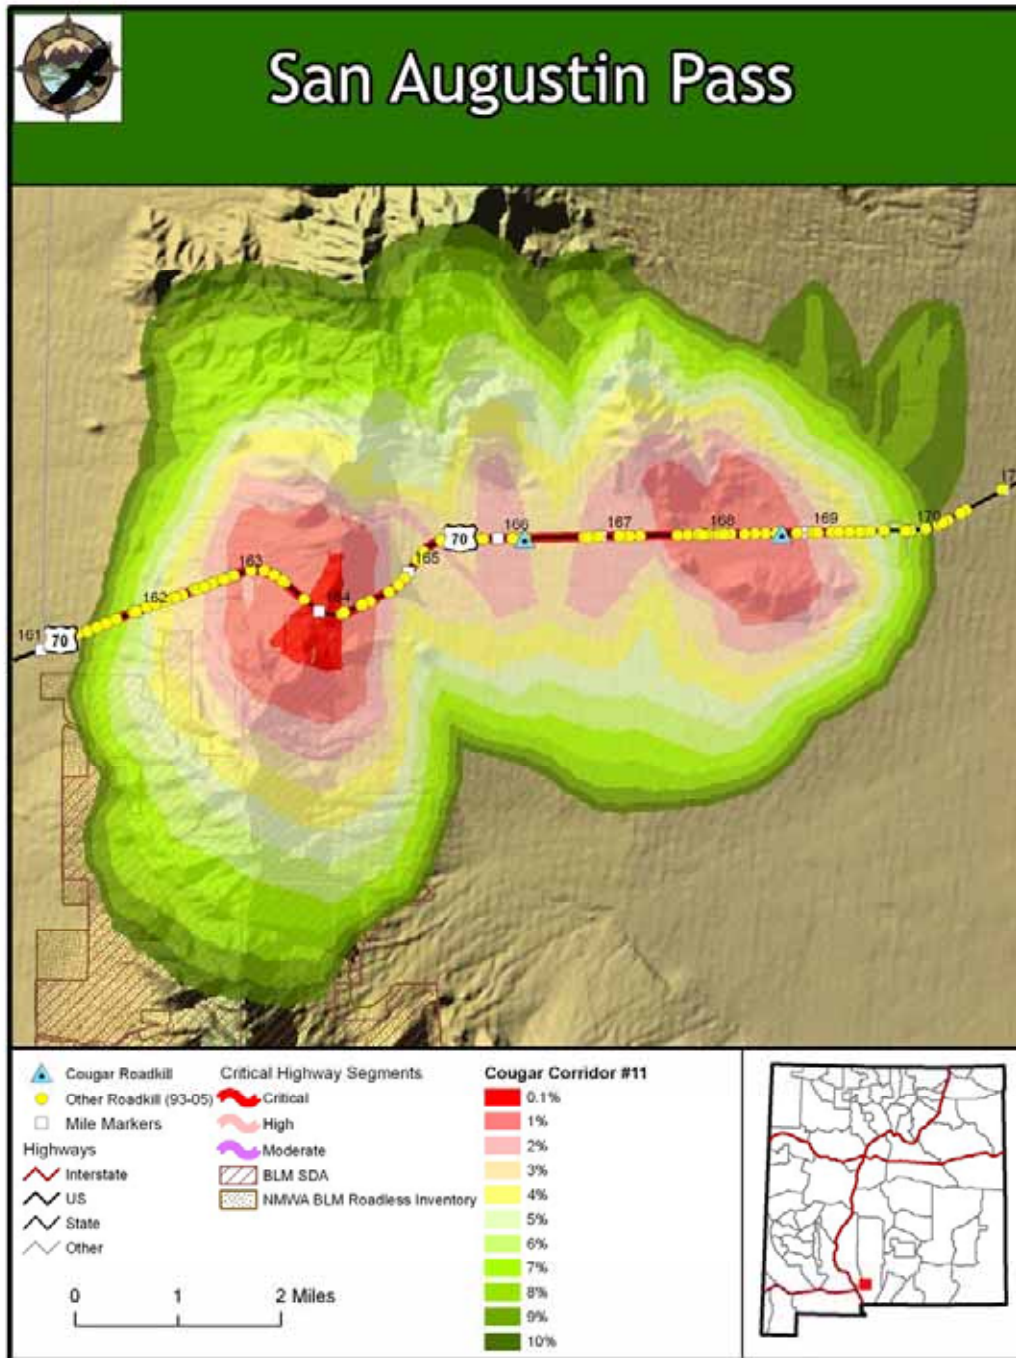 San Augustin Pass
163
162
164
161
70
165
70
166
167
168
169
170
17
Cougar Roadkill
Other Roadkill (93-05)
Mile Markers
Highways
Interstate
US
State
Other
0 1 2 Miles
Critical Highway Segments
Critical
High
Moderate
BLM SDA
NMWA BLM Roadless Inventory
Cougar Corridor #11
0.1%
1%
2%
3%
4%
5%
6%
7%
8%
9%
10%